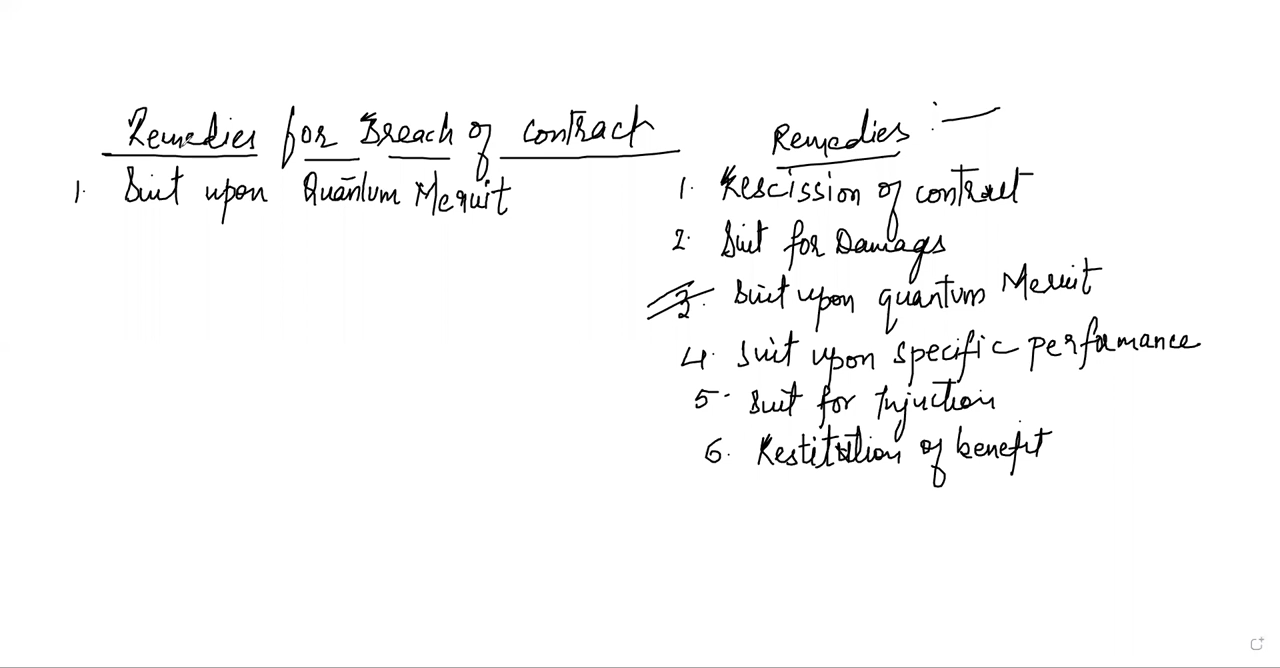 Remedies for Breach of contract
1. Suit upon Quantum Meruit
Remedies :—
1. Rescission of contract
2. Suit for Damags
3. Suit upon quantum Meruit
4. Suit upon specific performance
5. Suit for Injuction
6. Restitution of benefit